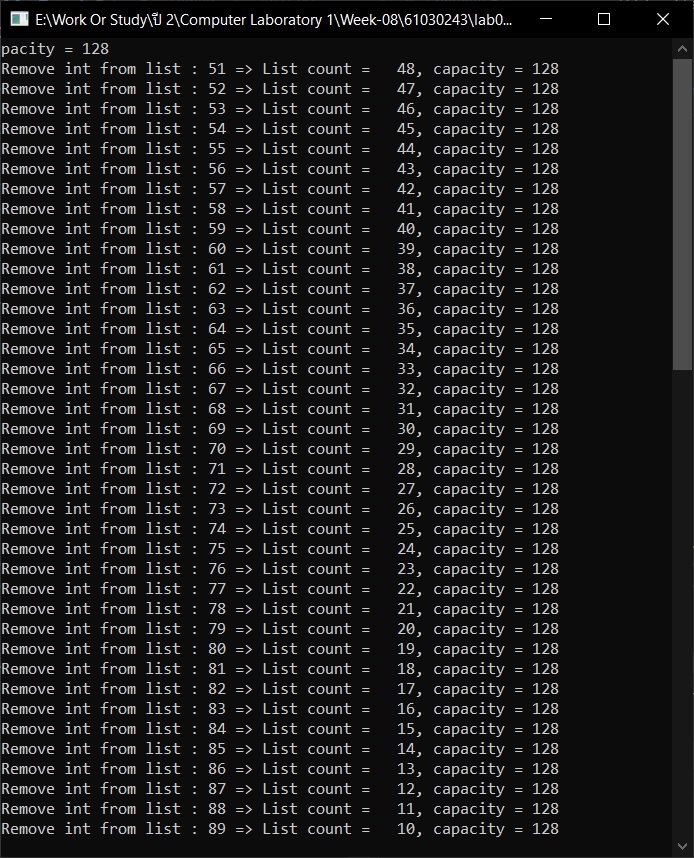 E:\Work Or Study\ปี 2\Computer Laboratory 1\Week-08\61030243\lab0...
pacity = 128
Remove int from list : 51 => List count =   48, capacity = 128
Remove int from list : 52 => List count =   47, capacity = 128
Remove int from list : 53 => List count =   46, capacity = 128
Remove int from list : 54 => List count =   45, capacity = 128
Remove int from list : 55 => List count =   44, capacity = 128
Remove int from list : 56 => List count =   43, capacity = 128
Remove int from list : 57 => List count =   42, capacity = 128
Remove int from list : 58 => List count =   41, capacity = 128
Remove int from list : 59 => List count =   40, capacity = 128
Remove int from list : 60 => List count =   39, capacity = 128
Remove int from list : 61 => List count =   38, capacity = 128
Remove int from list : 62 => List count =   37, capacity = 128
Remove int from list : 63 => List count =   36, capacity = 128
Remove int from list : 64 => List count =   35, capacity = 128
Remove int from list : 65 => List count =   34, capacity = 128
Remove int from list : 66 => List count =   33, capacity = 128
Remove int from list : 67 => List count =   32, capacity = 128
Remove int from list : 68 => List count =   31, capacity = 128
Remove int from list : 69 => List count =   30, capacity = 128
Remove int from list : 70 => List count =   29, capacity = 128
Remove int from list : 71 => List count =   28, capacity = 128
Remove int from list : 72 => List count =   27, capacity = 128
Remove int from list : 73 => List count =   26, capacity = 128
Remove int from list : 74 => List count =   25, capacity = 128
Remove int from list : 75 => List count =   24, capacity = 128
Remove int from list : 76 => List count =   23, capacity = 128
Remove int from list : 77 => List count =   22, capacity = 128
Remove int from list : 78 => List count =   21, capacity = 128
Remove int from list : 79 => List count =   20, capacity = 128
Remove int from list : 80 => List count =   19, capacity = 128
Remove int from list : 81 => List count =   18, capacity = 128
Remove int from list : 82 => List count =   17, capacity = 128
Remove int from list : 83 => List count =   16, capacity = 128
Remove int from list : 84 => List count =   15, capacity = 128
Remove int from list : 85 => List count =   14, capacity = 128
Remove int from list : 86 => List count =   13, capacity = 128
Remove int from list : 87 => List count =   12, capacity = 128
Remove int from list : 88 => List count =   11, capacity = 128
Remove int from list : 89 => List count =   10, capacity = 128